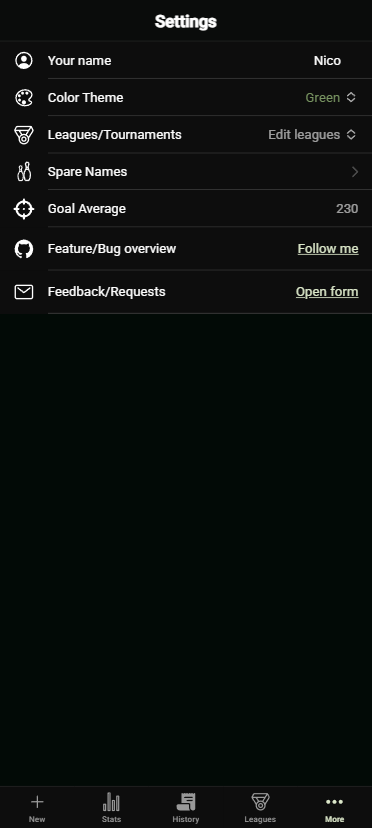 Settings
Your name Nico
Color Theme Green
Leagues/Tournaments Edit leagues
Spare Names
Goal Average 230
Feature/Bug overview Follow me
Feedback/Requests Open form
New Stats History Leagues More